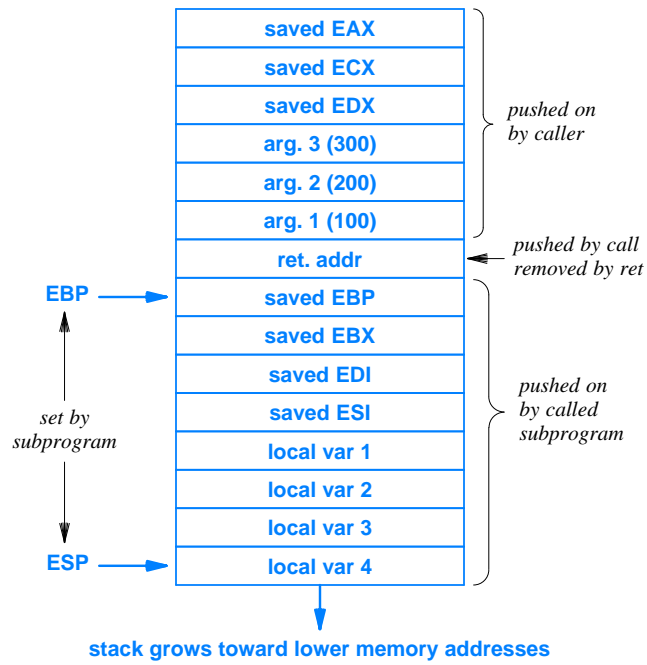 saved EAX
saved ECX
saved EDX
arg. 3 (300)
arg. 2 (200)
arg. 1 (100)
pushed on
by caller
ret. addr
pushed by call
removed by ret
EBP
saved EBP
saved EBX
saved EDI
saved ESI
local var 1
local var 2
local var 3
local var 4
set by
subprogram
pushed on
by called
subprogram
ESP
stack grows toward lower memory addresses